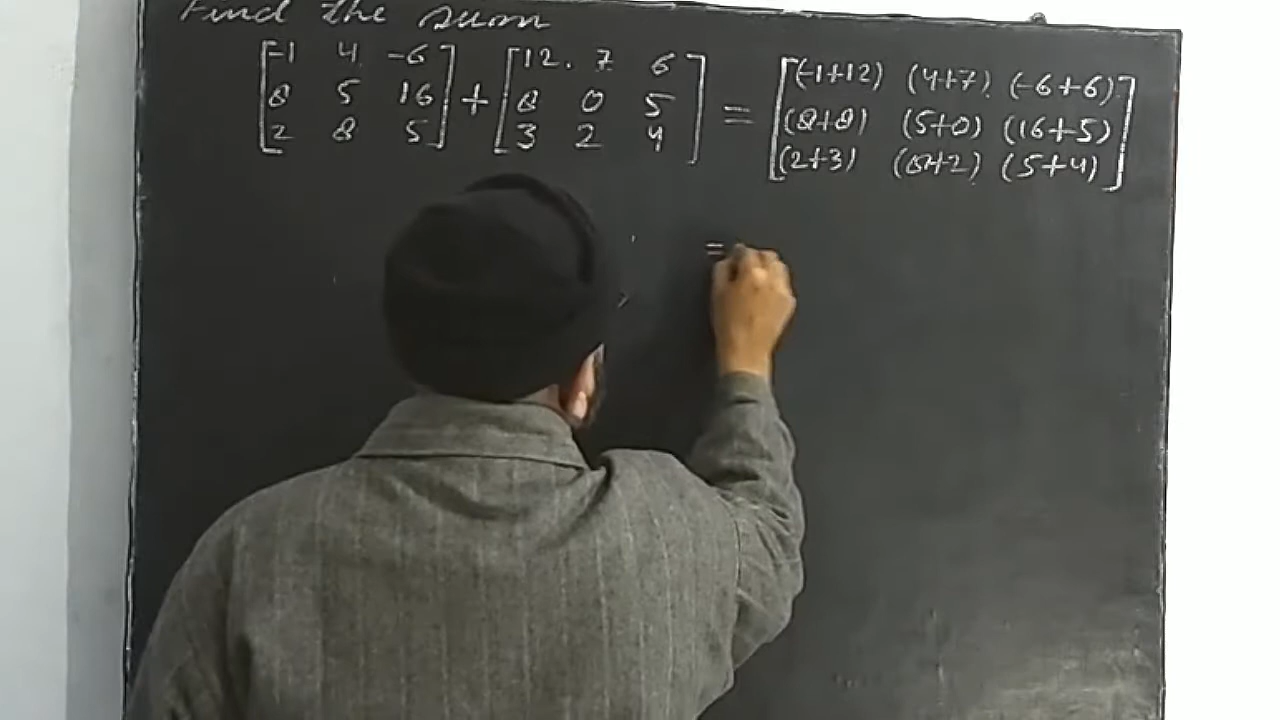 Find the sum
[-1 4 -6] [12. 7 6] [(-1+12) (4+7) (-6+6)]
[8 5 16] + [8 0 5] = [(8+8) (5+0) (16+5)]
[2 8 5] [3 2 4] [(2+3) (8+2) (5+4)]
=